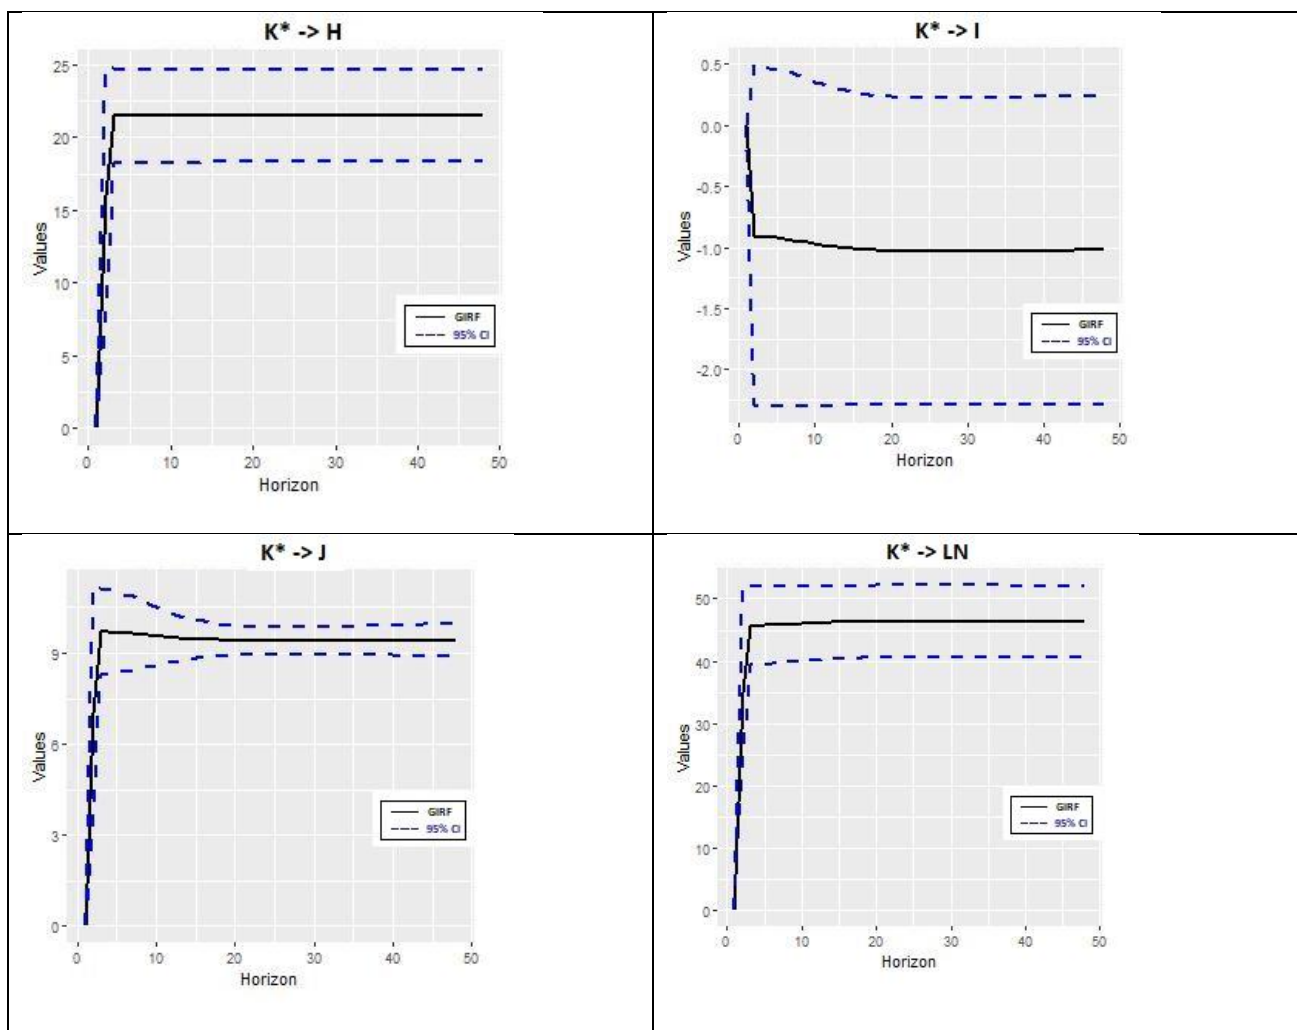 K* -> H
25
20
15
10
5
0
Values
0 10 20 30 40 50
Horizon
GIRF
95% CI
K* -> I
0.5
0.0
-0.5
-1.0
-1.5
-2.0
Values
0 10 20 30 40 50
Horizon
GIRF
95% CI
K* -> J
9
6
3
0
Values
0 10 20 30 40 50
Horizon
GIRF
95% CI
K* -> LN
50
40
30
20
10
0
Values
0 10 20 30 40 50
Horizon
GIRF
95% CI